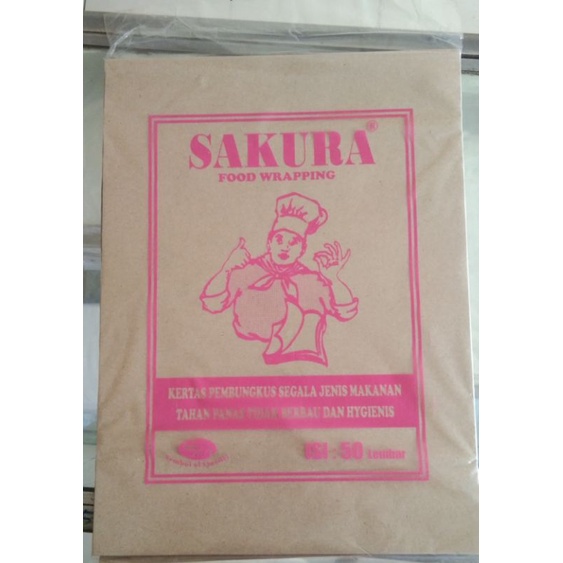 SAKURA®
FOOD WRAPPING
KERTAS PEMBUNGKUS SEGALA JENIS MAKANAN
TAHAN PANAS TIDAK BERBAU DAN HYGIENIS
ISI : 50 Lembar